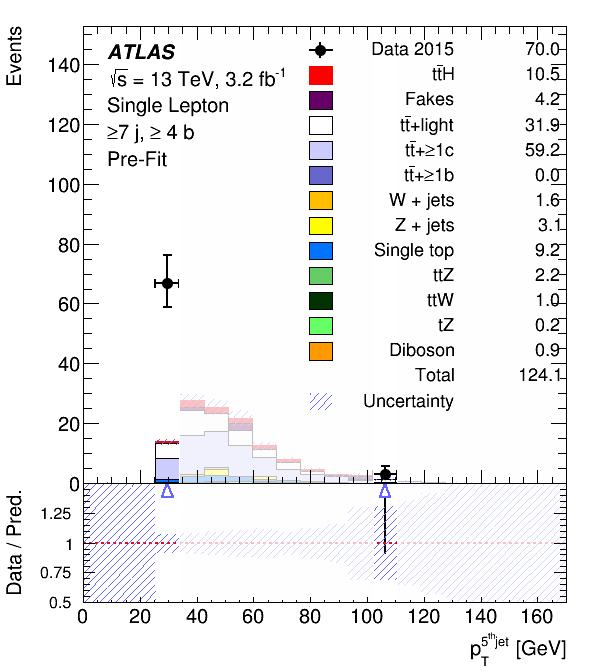 Events
ATLAS
√s = 13 TeV, 3.2 fb⁻¹
Single Lepton
≥7 j, ≥ 4 b
Pre-Fit
Data 2015 70.0
tt̄H 10.5
Fakes 4.2
tt̄+light 31.9
tt̄+≥1c 59.2
tt̄+≥1b 0.0
W + jets 1.6
Z + jets 3.1
Single top 9.2
ttZ 2.2
ttW 1.0
tZ 0.2
Diboson 0.9
Total 124.1
Uncertainty
140
120
100
80
60
40
20
0
Data / Pred.
1.25
1
0.75
0.5
0 20 40 60 80 100 120 140 160
p_T^{5th jet} [GeV]